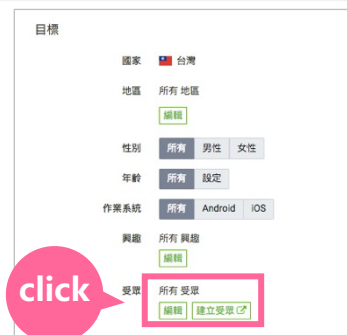 目標
國家 台灣
地區 所有 地區
編輯
性別 所有 男性 女性
年齡 所有 設定
作業系統 所有 Android iOS
興趣 所有 興趣
編輯
受眾 所有 受眾
click
編輯 建立受眾